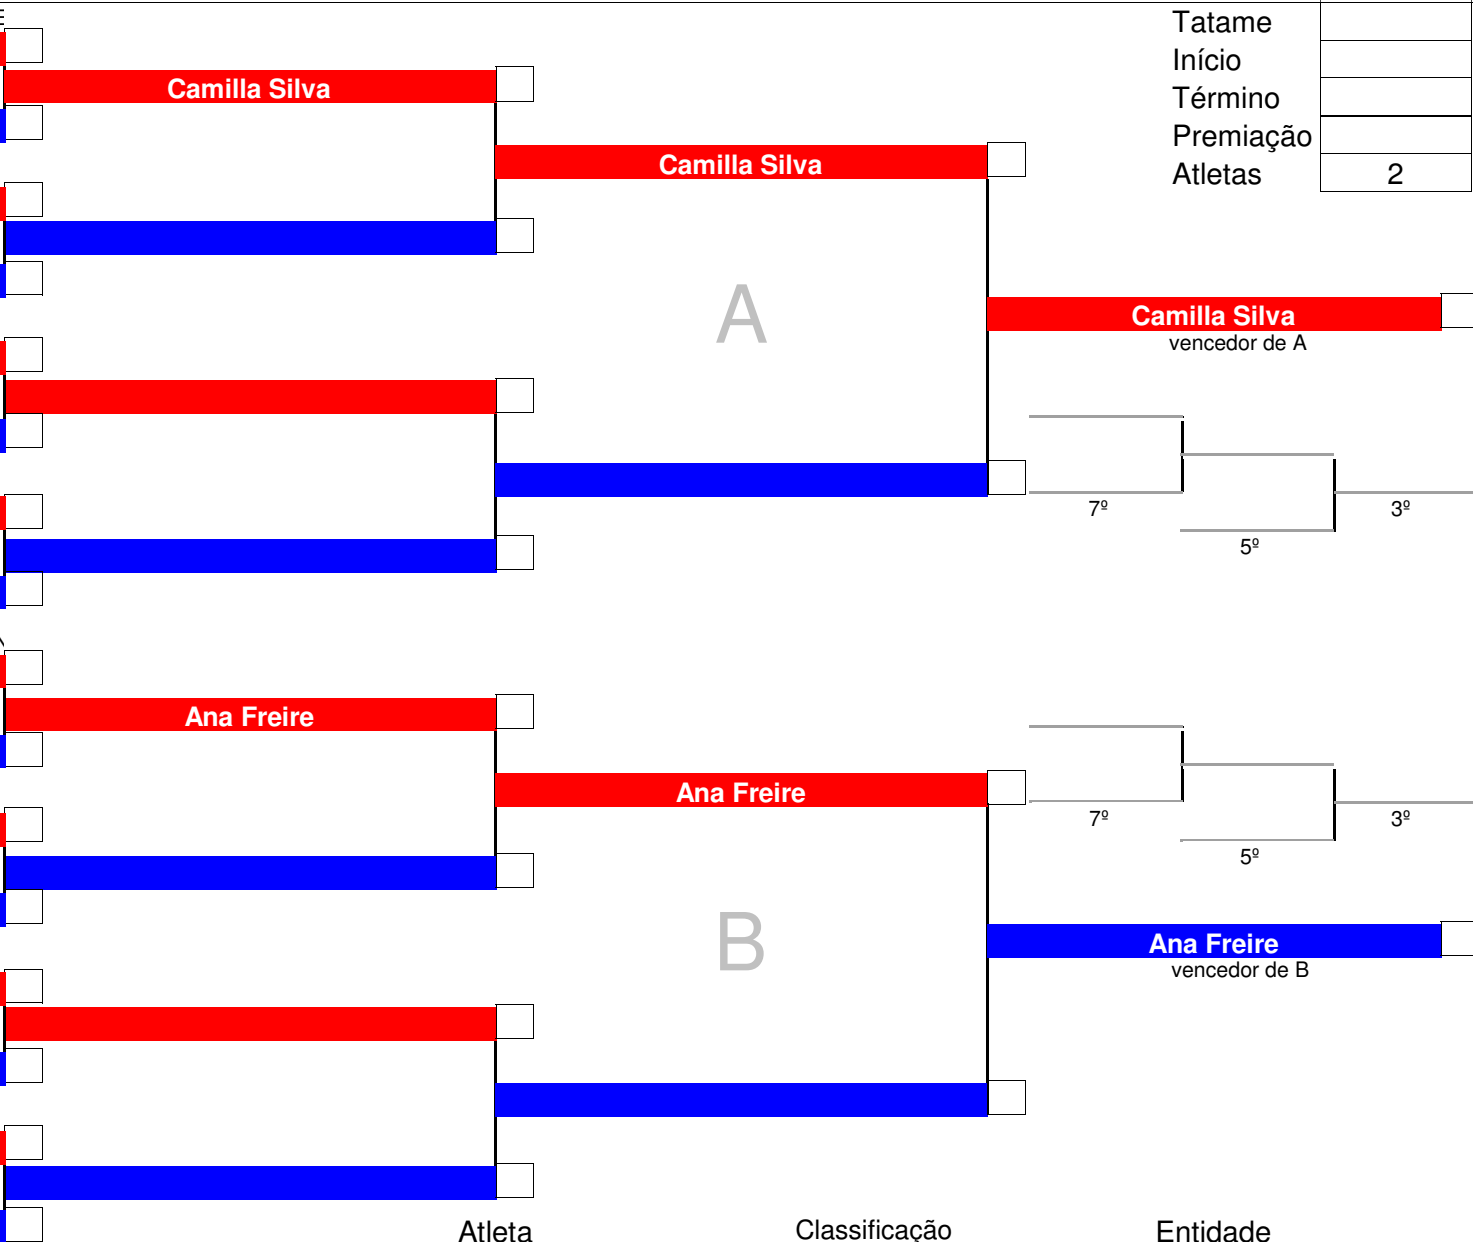 Tatame
Início
Camilla Silva
Término
Premiação
Camilla Silva
Atletas 2
A
Camilla Silva
vencedor de A
7º 3º
5º
Ana Freire
Ana Freire
7º 3º
5º
B
Ana Freire
vencedor de B
Atleta Classificação Entidade